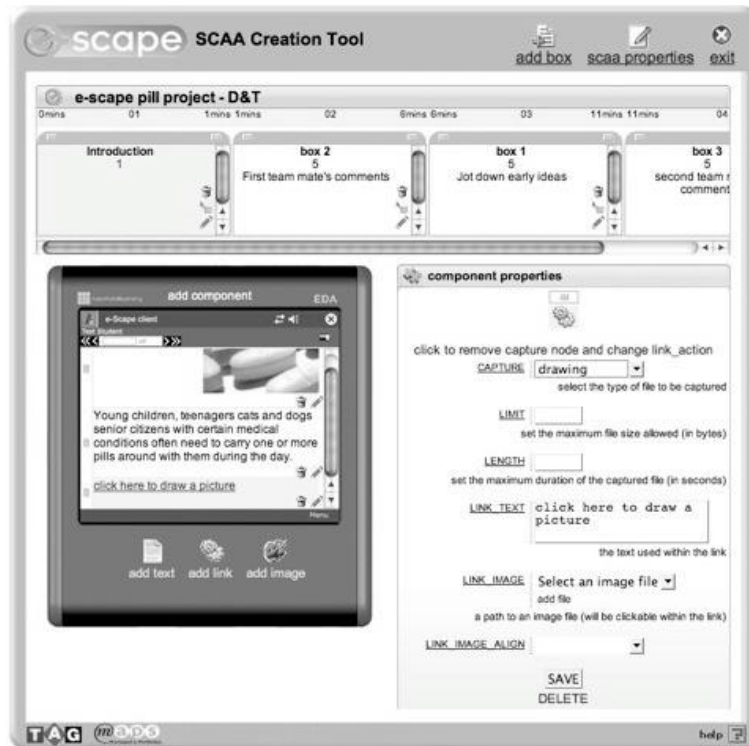 e-scape SCAA Creation Tool
add box scaa properties exit
e-scape pill project - D&T
0mins 01 1mins 1mins 02 6mins 6mins 03 11mins 11mins 04
Introduction
1
box 2
5
First team mate's comments
box 1
5
Jot down early ideas
box 3
5
second team
comment
add component EDA
e-Scape client
Test Student
Young children, teenagers cats and dogs
senior citizens with certain medical
conditions often need to carry one or more
pills around with them during the day.
click here to draw a picture
Menu
add text add link add image
component properties
click to remove capture node and change link_action
CAPTURE drawing
select the type of file to be captured
LIMIT
set the maximum file size allowed (in bytes)
LENGTH
set the maximum duration of the captured file (in seconds)
LINK_TEXT click here to draw a
picture
the text used within the link
LINK_IMAGE Select an image file
add file
a path to an image file (will be clickable within the link)
LINK_IMAGE_ALIGN
SAVE
DELETE
TAG maps help